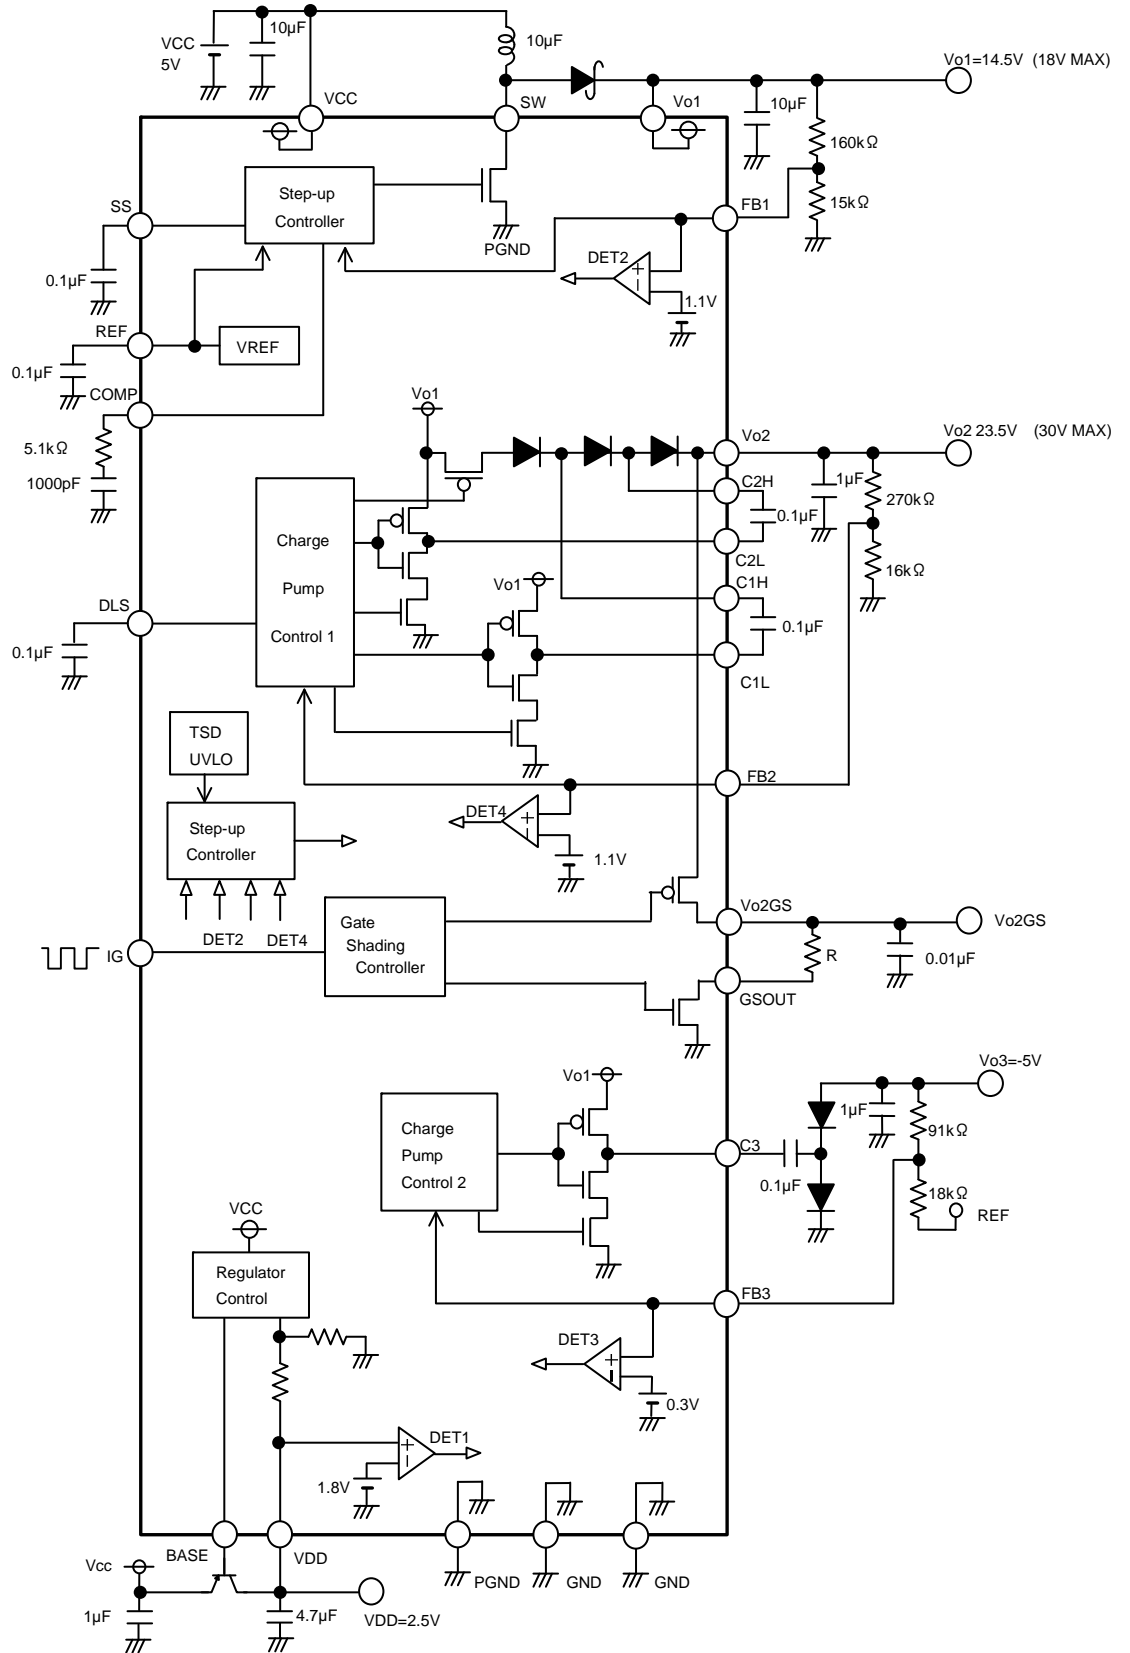 10µF
VCC
5V
10µF
Vo1=14.5V (18V MAX)
VCC
SW
Vo1
10µF
160kΩ
15kΩ
Step-up
Controller
SS
FB1
PGND
DET2
+
−
1.1V
0.1µF
REF
VREF
0.1µF
COMP
Vo1
5.1kΩ
1000pF
Vo2
Vo2 23.5V (30V MAX)
C2H
1µF
270kΩ
0.1µF
C2L
16kΩ
Charge
Pump
Control 1
Vo1
C1H
0.1µF
C1L
DLS
0.1µF
TSD
UVLO
FB2
Step-up
Controller
DET4
+
−
1.1V
DET2
DET4
Gate
Shading
Controller
IG
Vo2GS
Vo2GS
R
0.01µF
GSOUT
Vo3=-5V
Vo1
Charge
Pump
Control 2
1µF
91kΩ
C3
0.1µF
18kΩ
REF
VCC
Regulator
Control
FB3
DET3
+
−
0.3V
DET1
+
−
1.8V
BASE
VDD
PGND
GND
GND
Vcc
1µF
4.7µF
VDD=2.5V